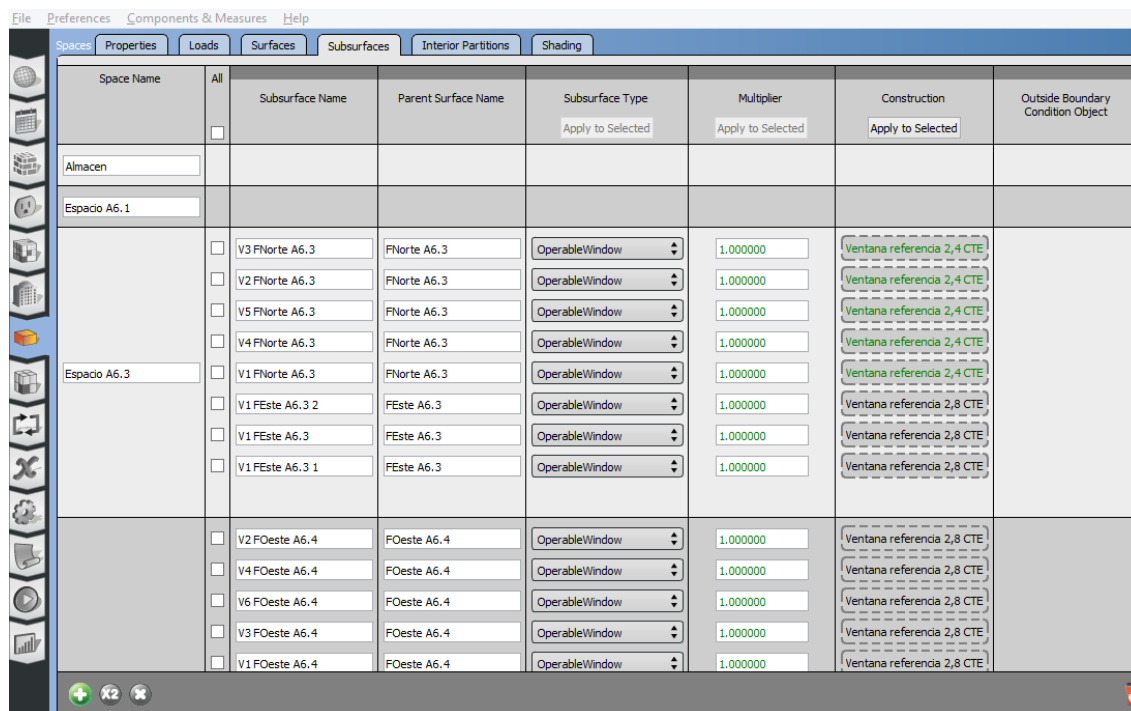 File Preferences Components & Measures Help
Spaces Properties Loads Surfaces Subsurfaces Interior Partitions Shading
Space Name All Subsurface Name Parent Surface Name Subsurface Type Multiplier Construction Outside Boundary
Condition Object
Apply to Selected Apply to Selected Apply to Selected
Almacen
Espacio A6.1
V3 FNorte A6.3 FNorte A6.3 OperableWindow 1.000000 Ventana referencia 2,4 CTE
V2 FNorte A6.3 FNorte A6.3 OperableWindow 1.000000 Ventana referencia 2,4 CTE
V5 FNorte A6.3 FNorte A6.3 OperableWindow 1.000000 Ventana referencia 2,4 CTE
V4 FNorte A6.3 FNorte A6.3 OperableWindow 1.000000 Ventana referencia 2,4 CTE
Espacio A6.3 V1 FNorte A6.3 FNorte A6.3 OperableWindow 1.000000 Ventana referencia 2,4 CTE
V1 FEste A6.3 2 FEste A6.3 OperableWindow 1.000000 Ventana referencia 2,8 CTE
V1 FEste A6.3 FEste A6.3 OperableWindow 1.000000 Ventana referencia 2,8 CTE
V1 FEste A6.3 1 FEste A6.3 OperableWindow 1.000000 Ventana referencia 2,8 CTE
V2 FOeste A6.4 FOeste A6.4 OperableWindow 1.000000 Ventana referencia 2,8 CTE
V4 FOeste A6.4 FOeste A6.4 OperableWindow 1.000000 Ventana referencia 2,8 CTE
V6 FOeste A6.4 FOeste A6.4 OperableWindow 1.000000 Ventana referencia 2,8 CTE
V3 FOeste A6.4 FOeste A6.4 OperableWindow 1.000000 Ventana referencia 2,8 CTE
V1 FOeste A6.4 FOeste A6.4 OperableWindow 1.000000 Ventana referencia 2,8 CTE
X2